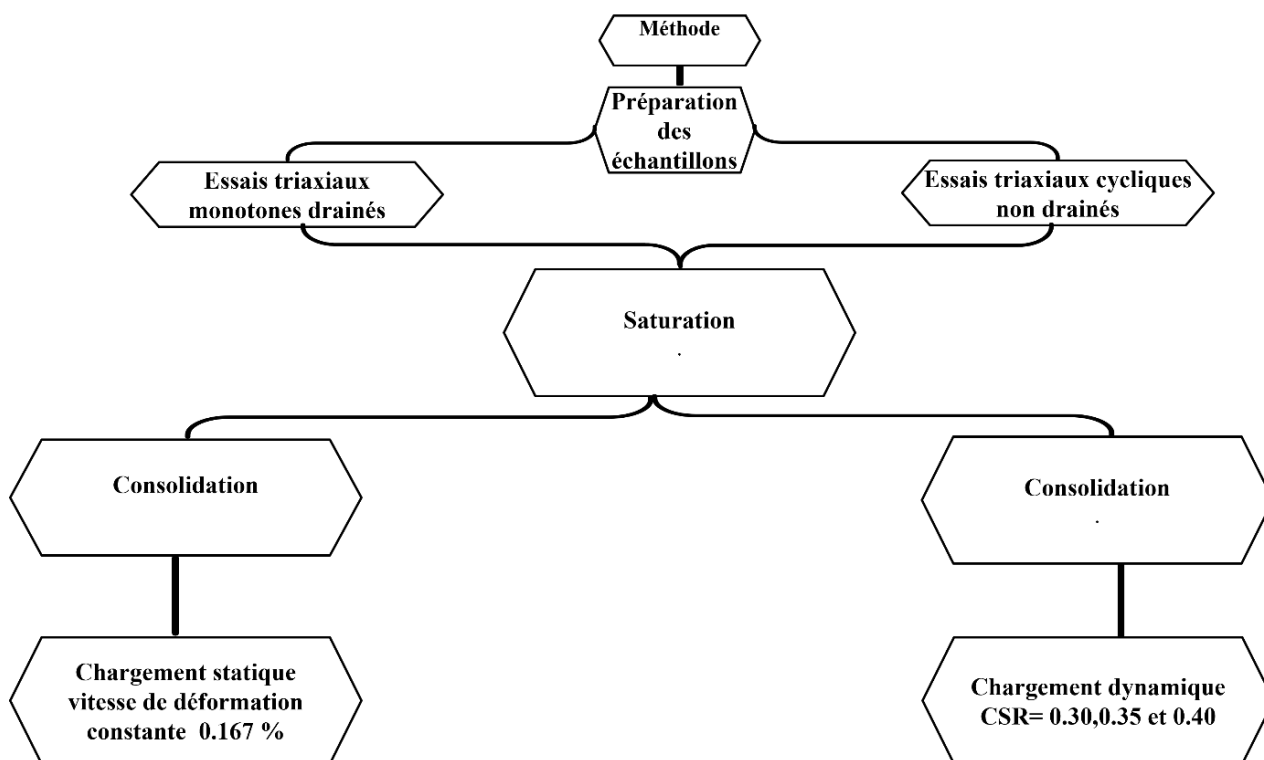 Méthode
Préparation
des
échantillons
Essais triaxiaux
monotones drainés
Essais triaxiaux cycliques
non drainés
Saturation
.
Consolidation
Consolidation
.
Chargement statique
vitesse de déformation
constante 0.167 %
Chargement dynamique
CSR= 0.30,0.35 et 0.40